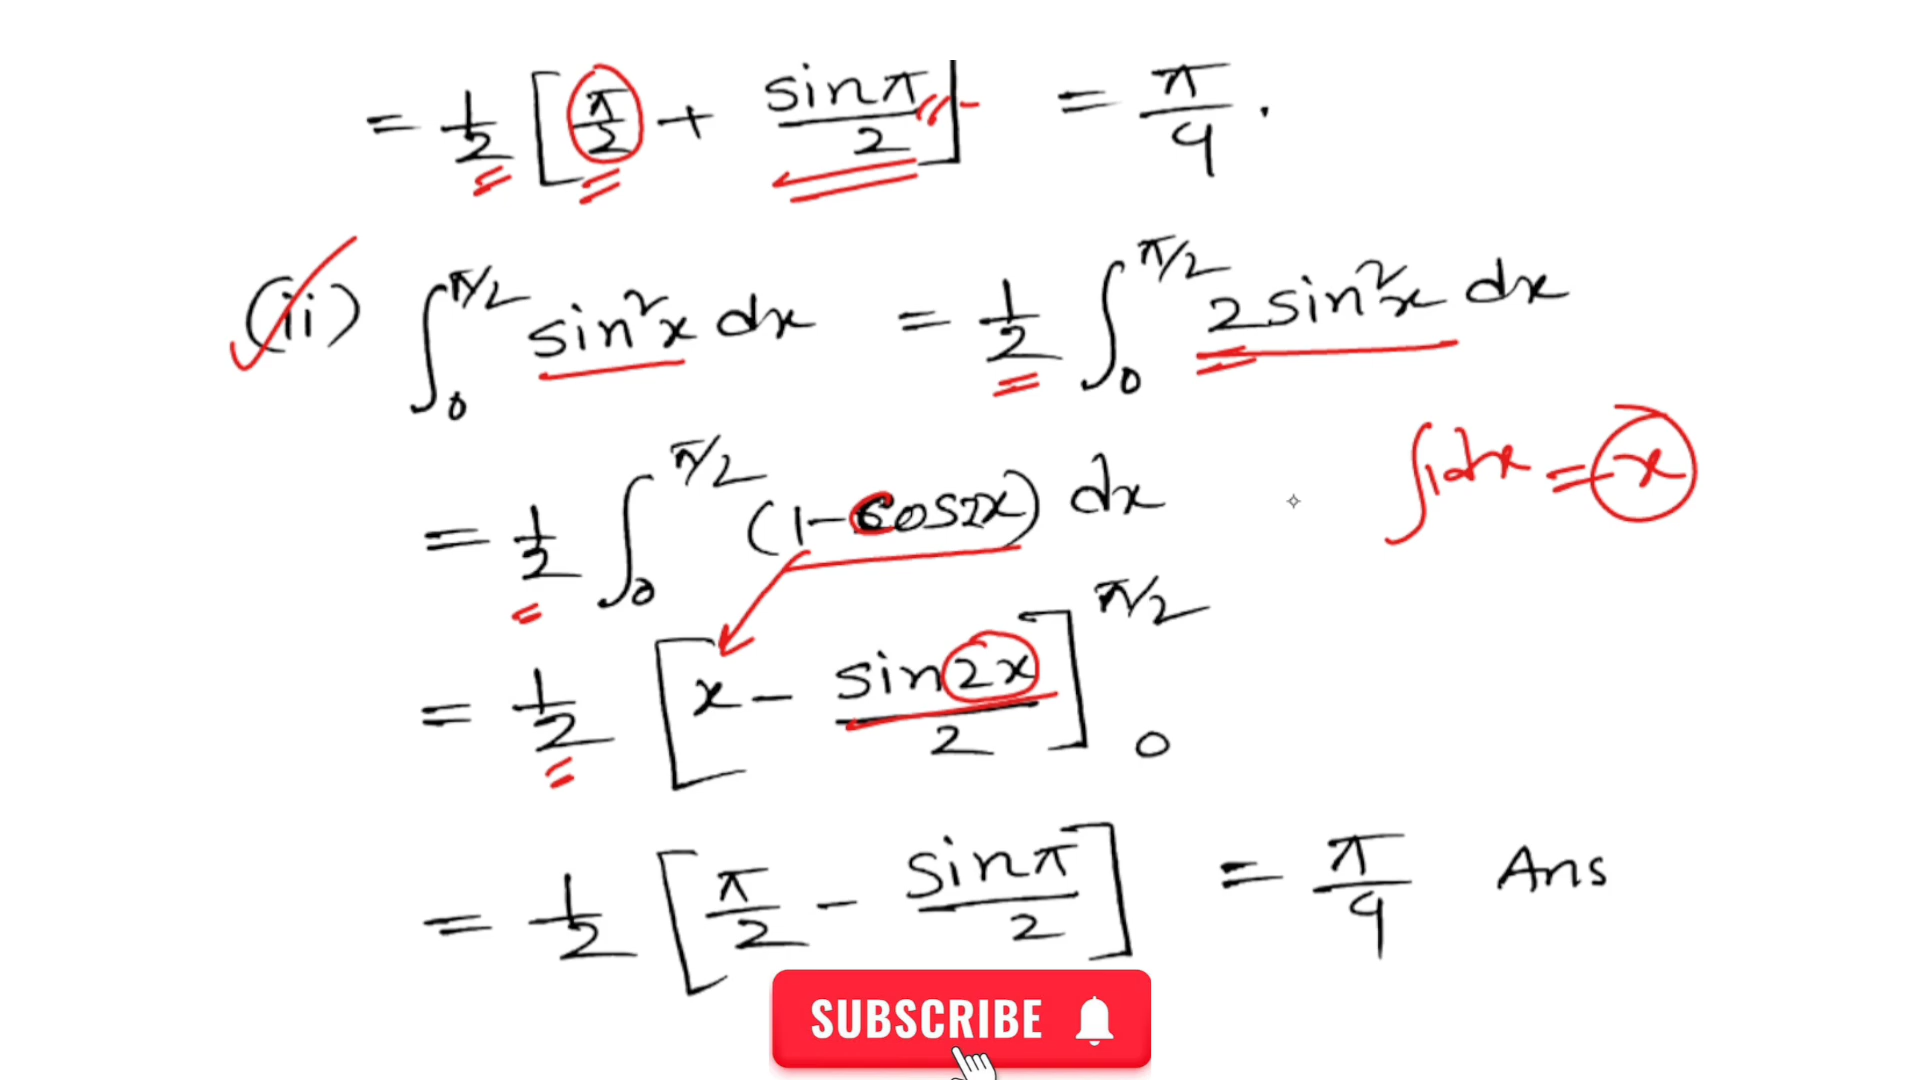 = 1/2 [π/2 + sinπ/2] = π/4 .
(ii) ∫₀^π/2 sin²x dx = 1/2 ∫₀^π/2 2 sin²x dx
∫1dx = x
= 1/2 ∫₀^π/2 (1-cos2x) dx
= 1/2 [x - sin2x/2]₀^π/2
= 1/2 [π/2 - sinπ/2] = π/4 Ans
SUBSCRIBE